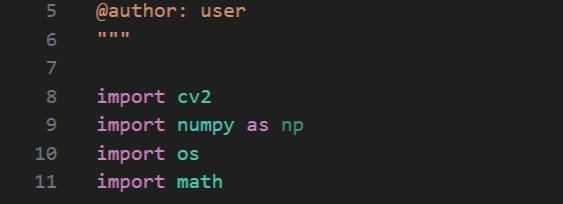 5 @author: user
6 """
7
8 import cv2
9 import numpy as np
10 import os
11 import math